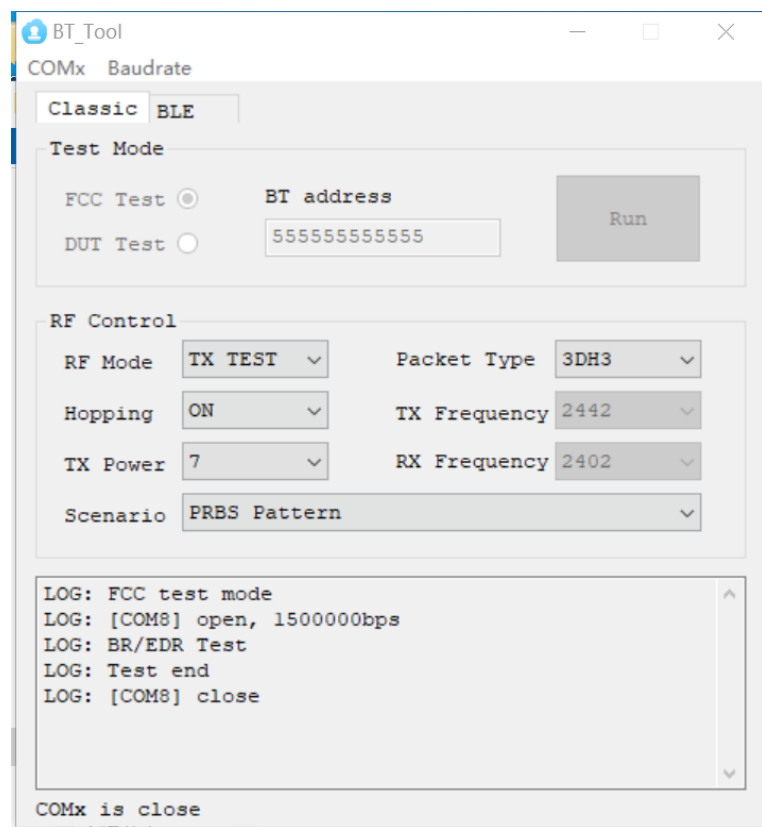 BT_Tool
COMx Baudrate
Classic BLE
Test Mode
FCC Test BT address
555555555555 Run
DUT Test
RF Control
RF Mode TX TEST Packet Type 3DH3
Hopping ON TX Frequency 2442
TX Power 7 RX Frequency 2402
Scenario PRBS Pattern
LOG: FCC test mode
LOG: [COM8] open, 1500000bps
LOG: BR/EDR Test
LOG: Test end
LOG: [COM8] close
COMx is close